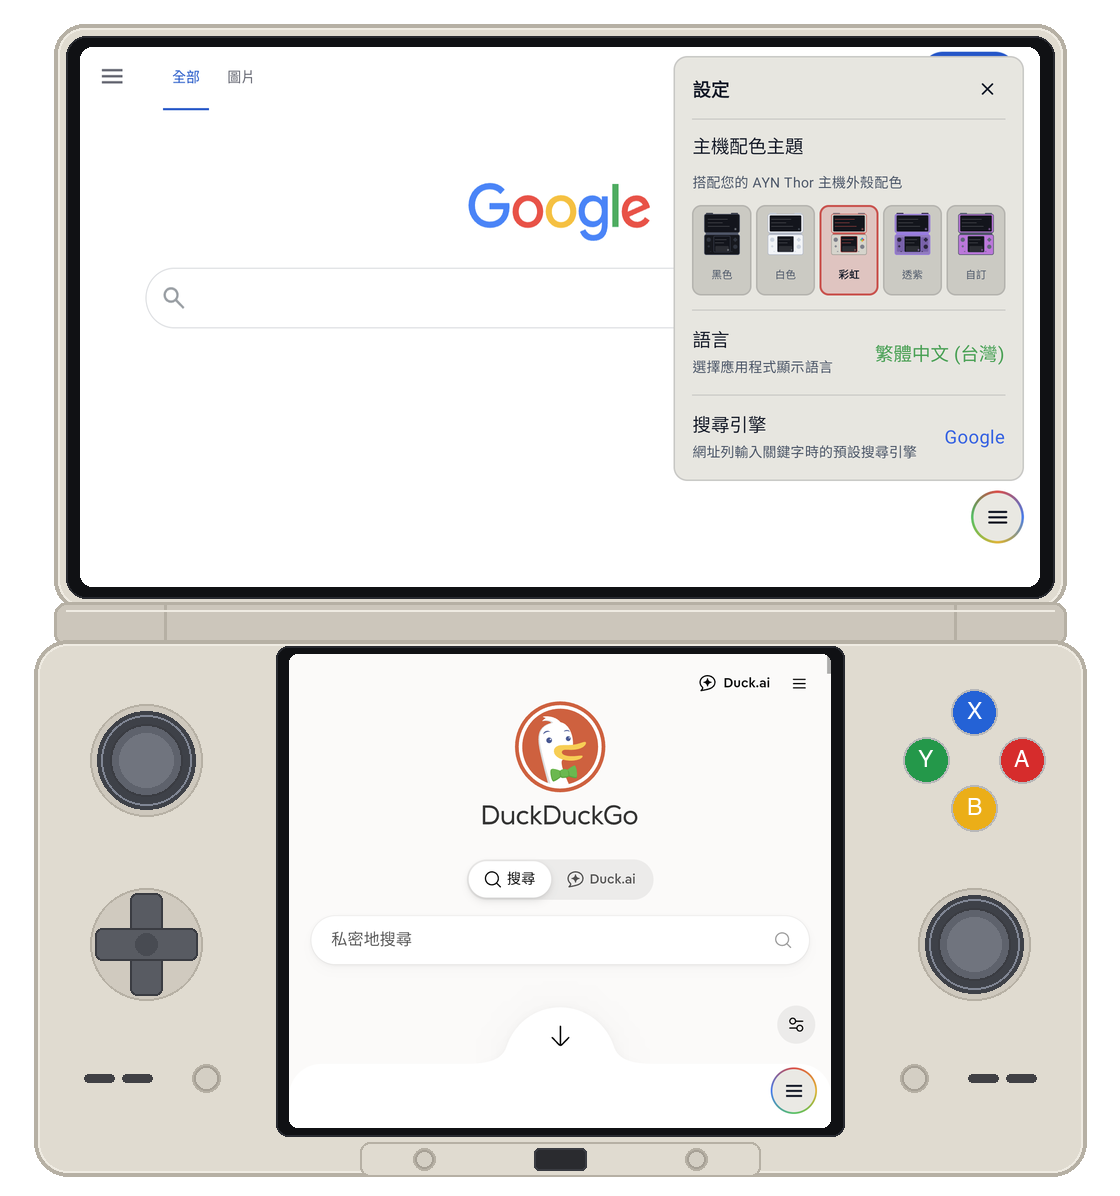 全部 圖片
Google
設定
主機配色主題
搭配您的 AYN Thor 主機外殼配色
黑色 白色 彩虹 透紫 自訂
語言
選擇應用程式顯示語言
繁體中文 (台灣)
搜尋引擎
網址列輸入關鍵字時的預設搜尋引擎
Google
Duck.ai
DuckDuckGo
搜尋 Duck.ai
私密地搜尋
X
Y A
B